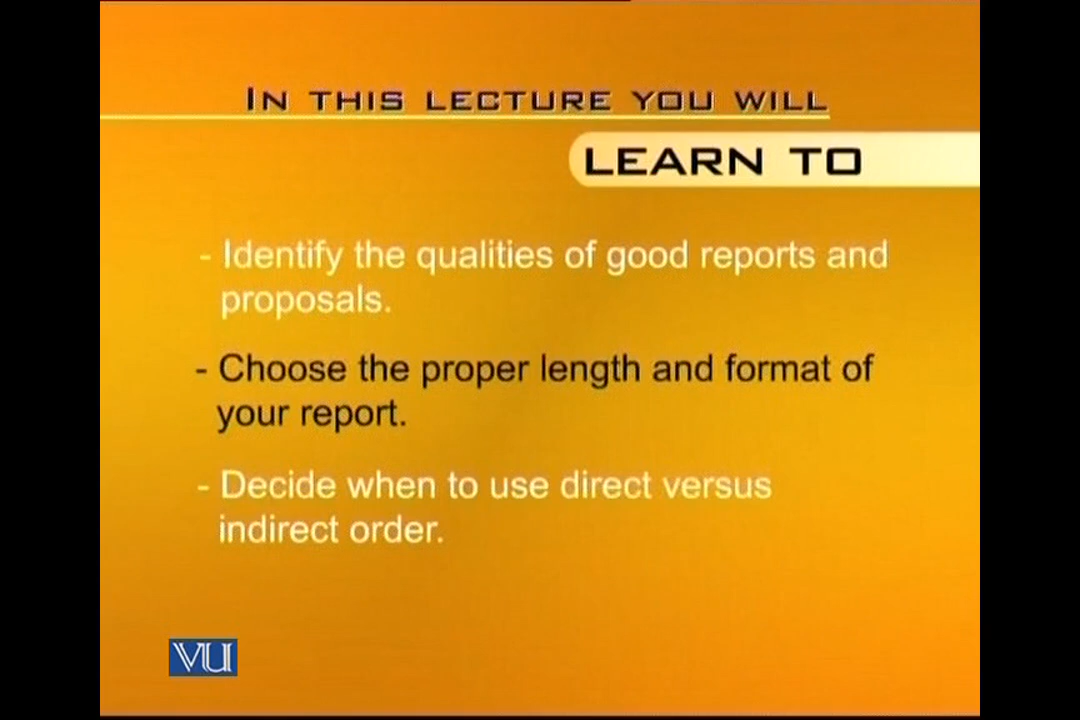 IN THIS LECTURE YOU WILL
LEARN TO
- Identify the qualities of good reports and
proposals.
- Choose the proper length and format of
your report.
- Decide when to use direct versus
indirect order.
VU